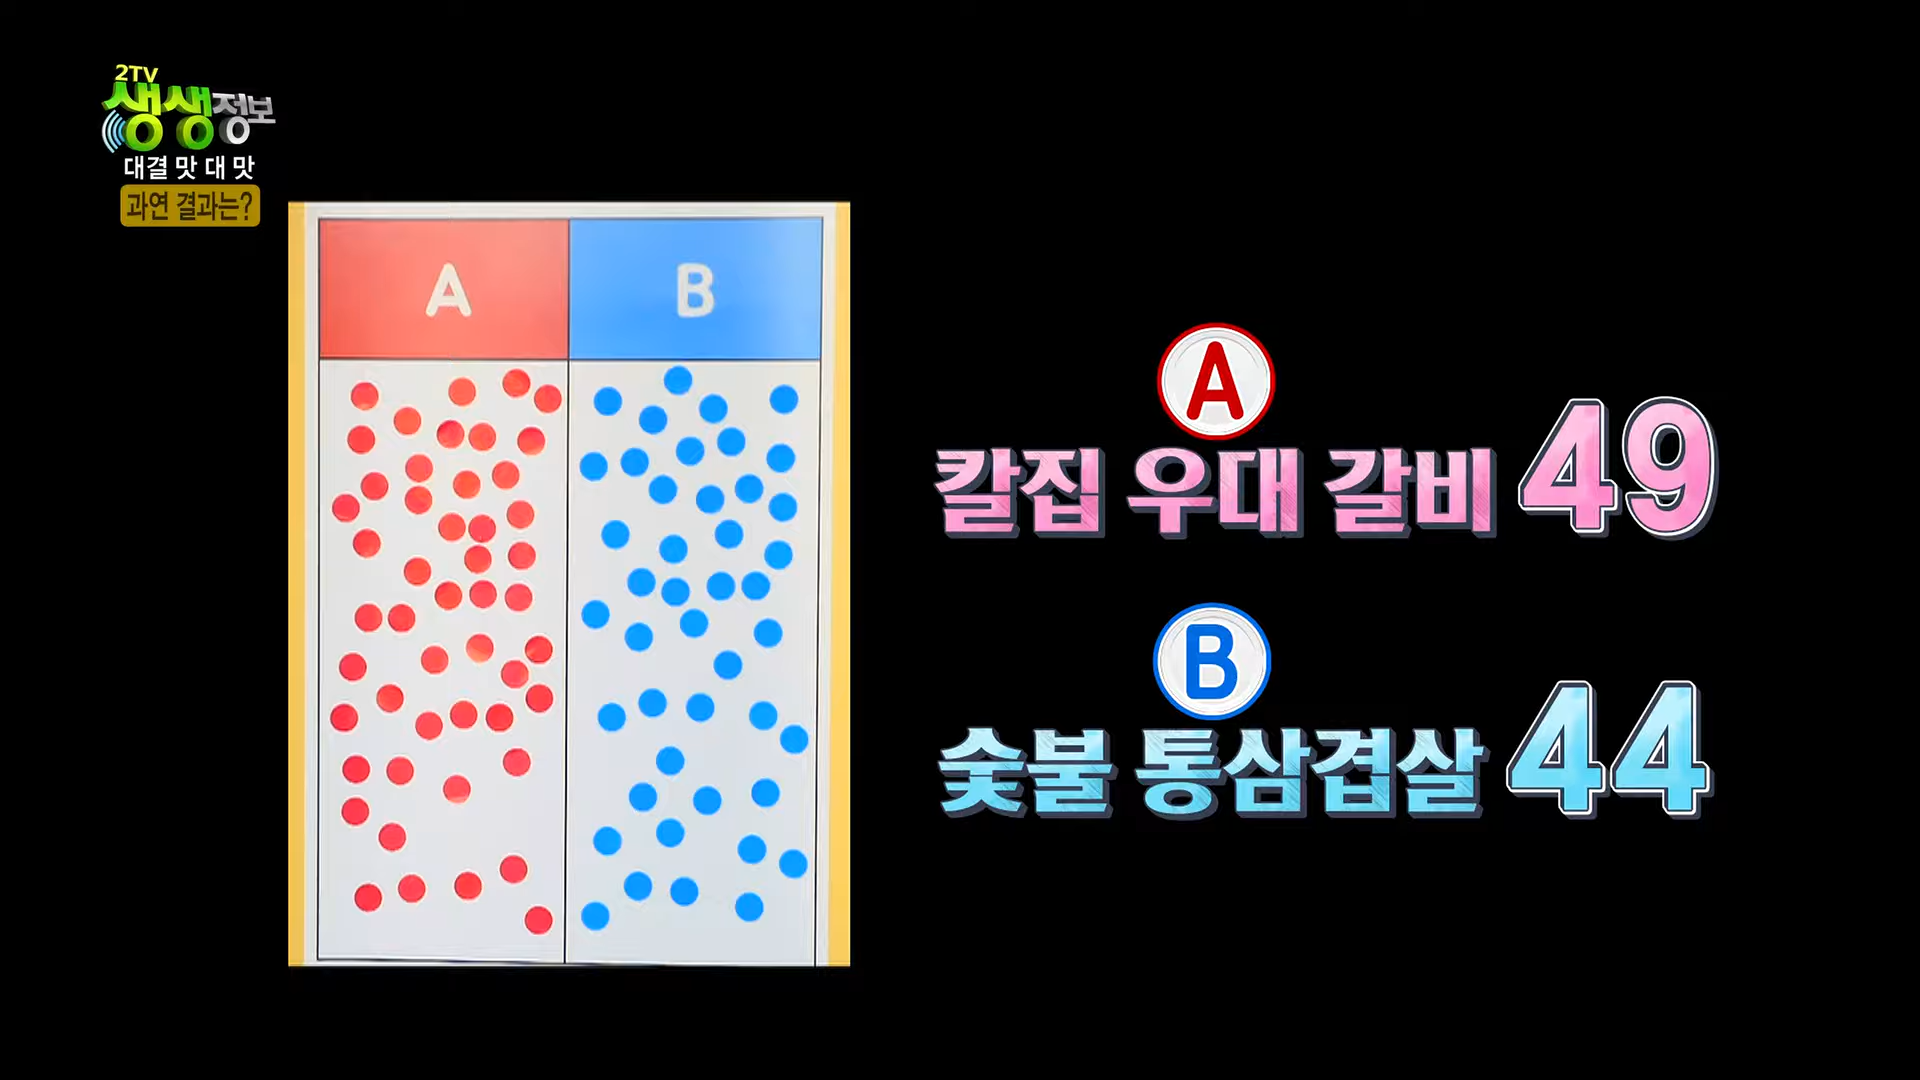 2TV
생생정보
대결 맛 대 맛
과연 결과는?
A B
A
칼집 우대 갈비 49
B
숯불 통삼겹살 44